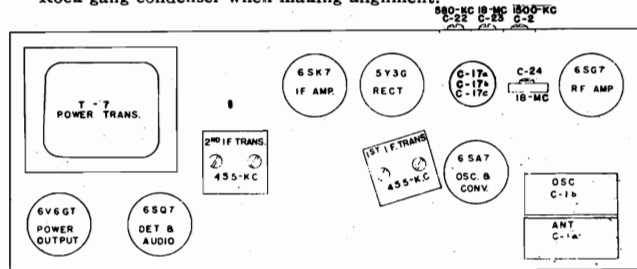 Rock gang condenser when making alignment.
580-KC 18-MC 1500-KC
C-22 C-23 C-2
T-7
POWER TRANS.
6SK7
IF AMP.
5Y3G
RECT
C-17a
C-17b
C-17c
C-24
18-MC
6SG7
RF AMP
2ND IF TRANS.
455-KC
1ST I.F. TRANS.
455-KC
6SA7
OSC. &
CONV.
OSC
C-1b
ANT
C-1a
6V6GT
POWER
OUTPUT
6SQ7
DET &
AUDIO